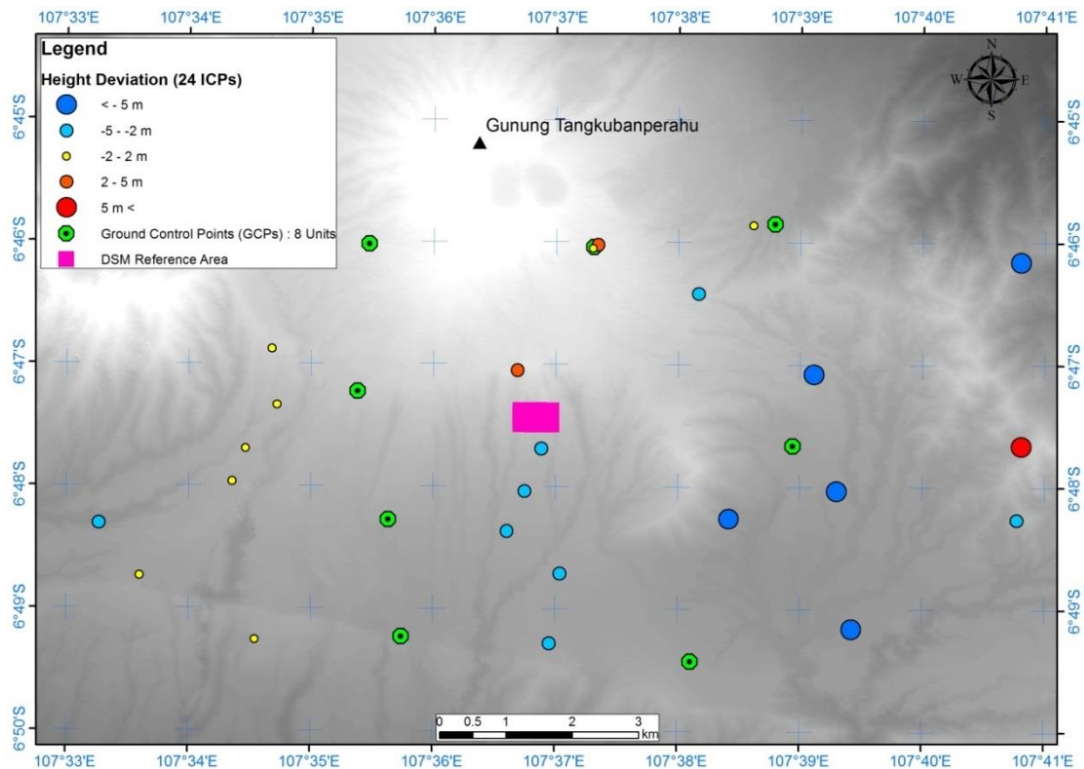 107°33'E 107°34'E 107°35'E 107°36'E 107°37'E 107°38'E 107°39'E 107°40'E 107°41'E
Legend
Height Deviation (24 ICPs)
< - 5 m
-5 - -2 m
-2 - 2 m
2 - 5 m
5 m <
Ground Control Points (GCPs) : 8 Units
DSM Reference Area
Gunung Tangkubanperahu
N
W E
S
6°45'S 6°45'S
6°46'S 6°46'S
6°47'S 6°47'S
6°48'S 6°48'S
6°49'S 6°49'S
6°50'S 6°50'S
0 0.5 1 2 3
km
107°33'E 107°34'E 107°35'E 107°36'E 107°37'E 107°38'E 107°39'E 107°40'E 107°41'E